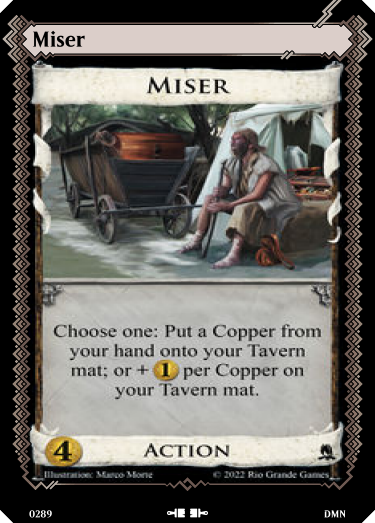 Miser
MISER
Choose one: Put a Copper from
your hand onto your Tavern
mat; or + 1 per Copper on
your Tavern mat.
4
ACTION
Illustration: Marco Morte © 2022 Rio Grande Games
0289 DMN